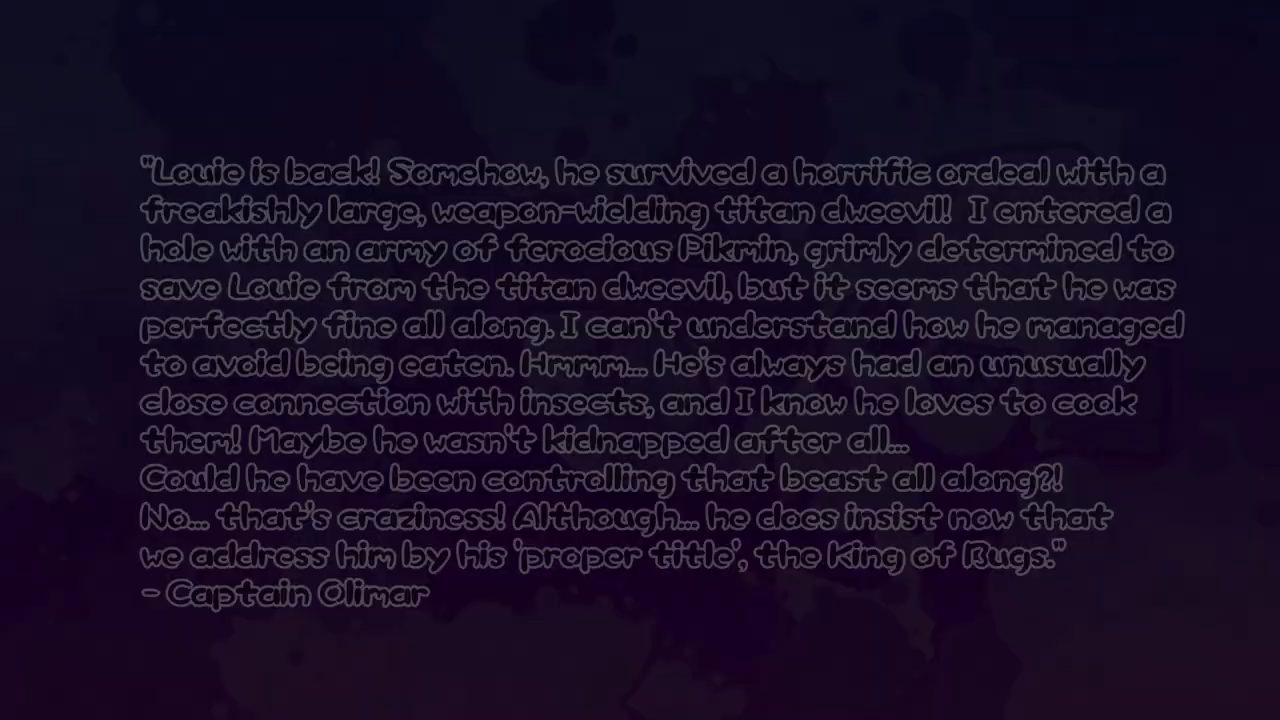 "Louie is back! Somehow, he survived a horrific ordeal with a
freakishly large, weapon-wielding titan dweevil!  I entered a
hole with an army of ferocious Pikmin, grimly determined to
save Louie from the titan dweevil, but it seems that he was
perfectly fine all along. I can't understand how he managed
to avoid being eaten. Hmmm... He's always had an unusually
close connection with insects, and I know he loves to cook
them! Maybe he wasn't kidnapped after all...
Could he have been controlling that beast all along?!
No... that's craziness! Although... he does insist now that
we address him by his 'proper title', the King of Bugs."
- Captain Olimar